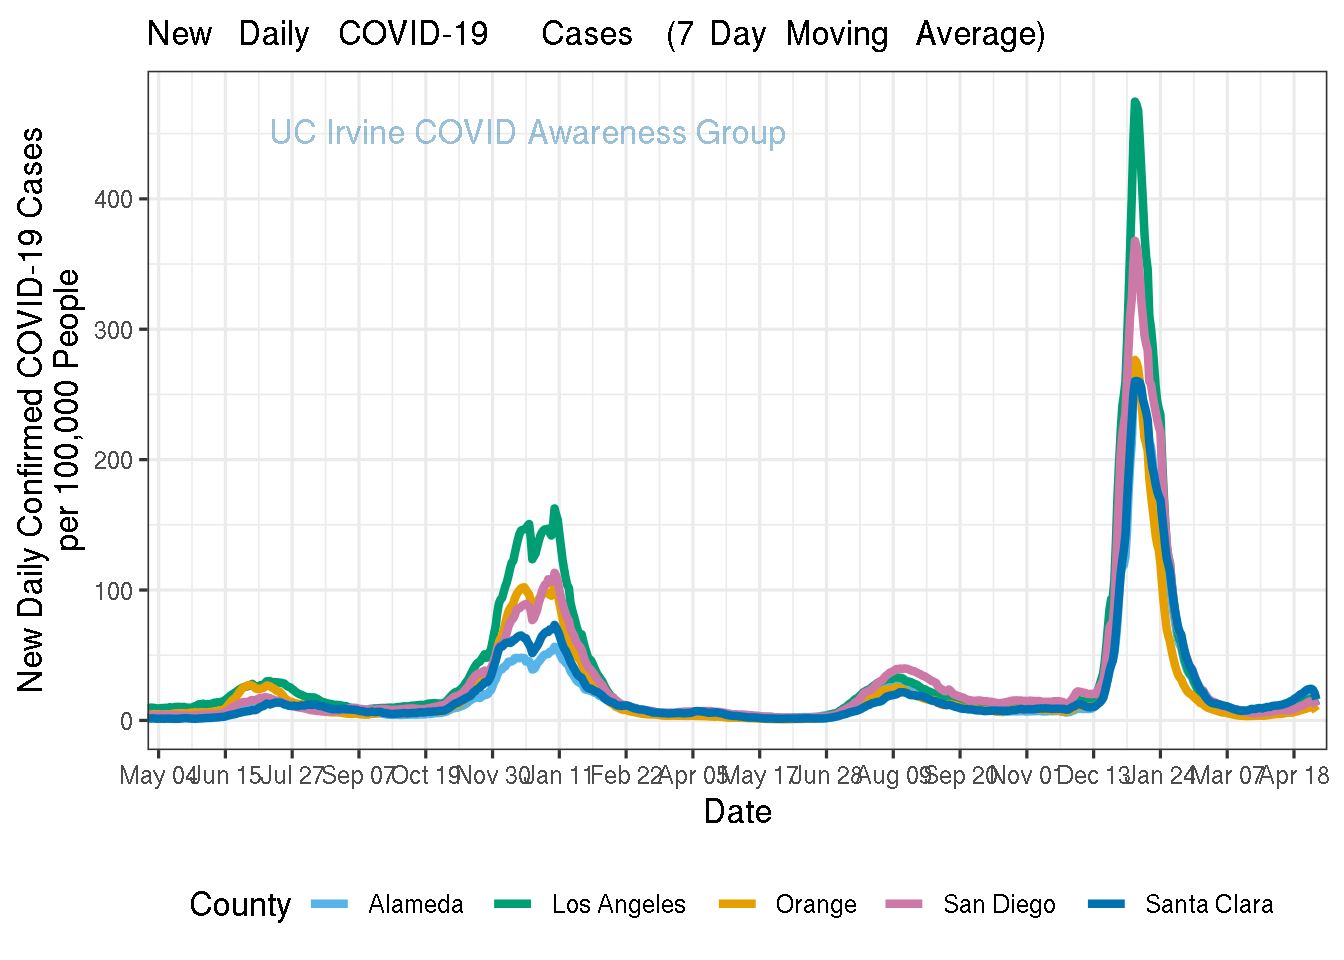 New Daily COVID-19 Cases (7 Day Moving Average)
UC Irvine COVID Awareness Group
New Daily Confirmed COVID-19 Cases
per 100,000 People
400
300
200
100
0
May 04 Jun 15 Jul 27 Sep 07 Oct 19 Nov 30 Jan 11 Feb 22 Apr 05 May 17 Jun 28 Aug 09 Sep 20 Nov 01 Dec 13 Jan 24 Mar 07 Apr 18
Date
County Alameda Los Angeles Orange San Diego Santa Clara